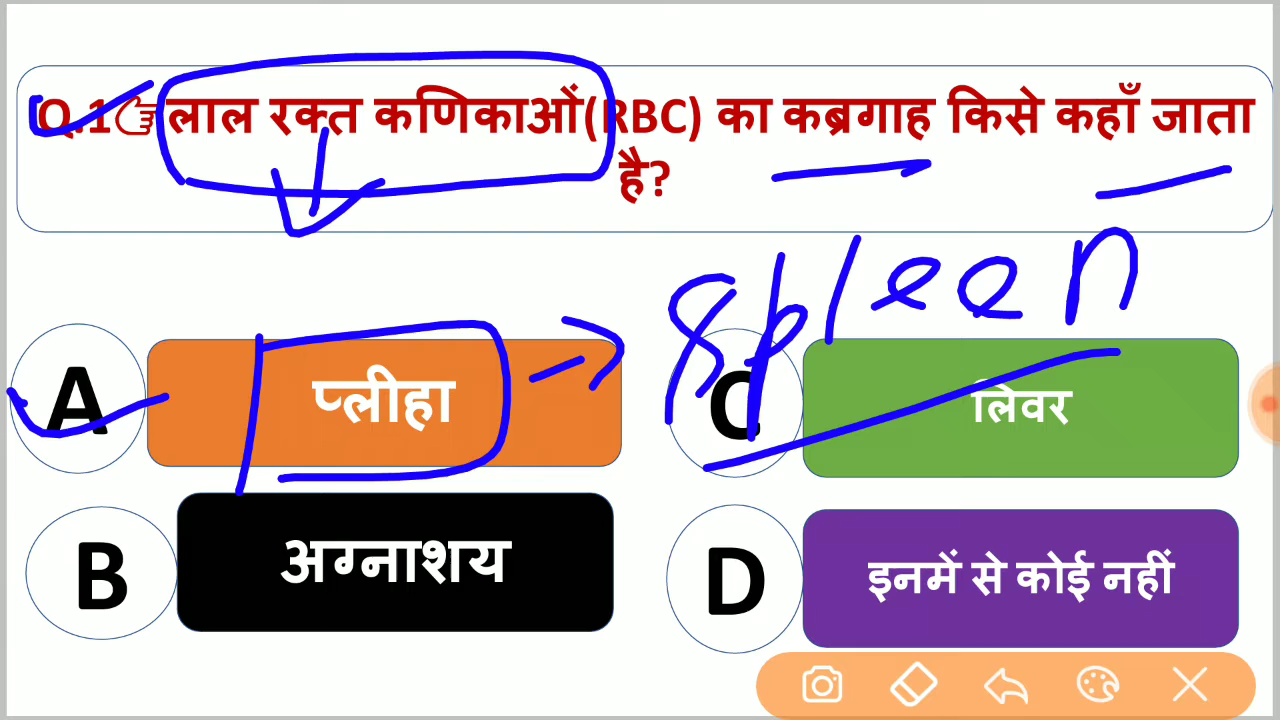 Q.1👉लाल रक्त कणिकाओं(RBC) का कब्रगाह किसे कहाँ जाता
है?
spleen
A प्लीहा
C लिवर
B अग्नाशय
D इनमें से कोई नहीं